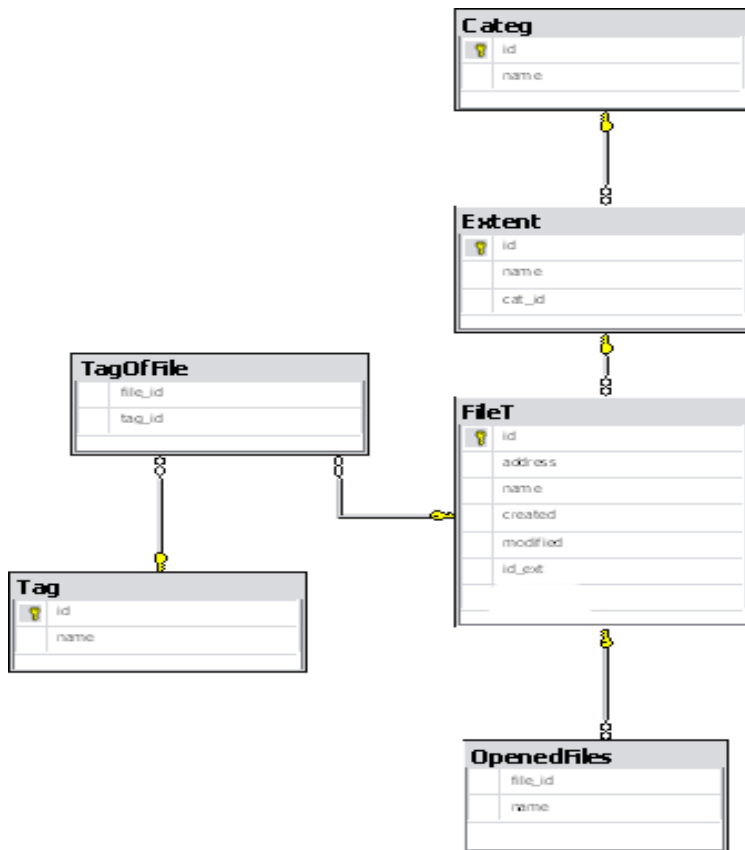 Categ
id
name
Extent
id
name
cat_id
TagOfFile
file_id
tag_id
FileT
id
address
name
created
modified
id_ext
Tag
id
name
OpenedFiles
file_id
name